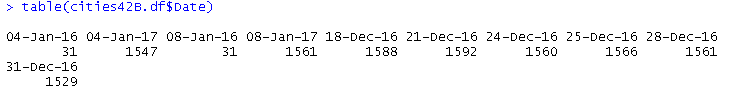 > table(cities42B.df$Date)
04-Jan-16 04-Jan-17 08-Jan-16 08-Jan-17 18-Dec-16 21-Dec-16 24-Dec-16 25-Dec-16 28-Dec-16
31 1547 31 1561 1588 1592 1560 1566 1561
31-Dec-16
1529